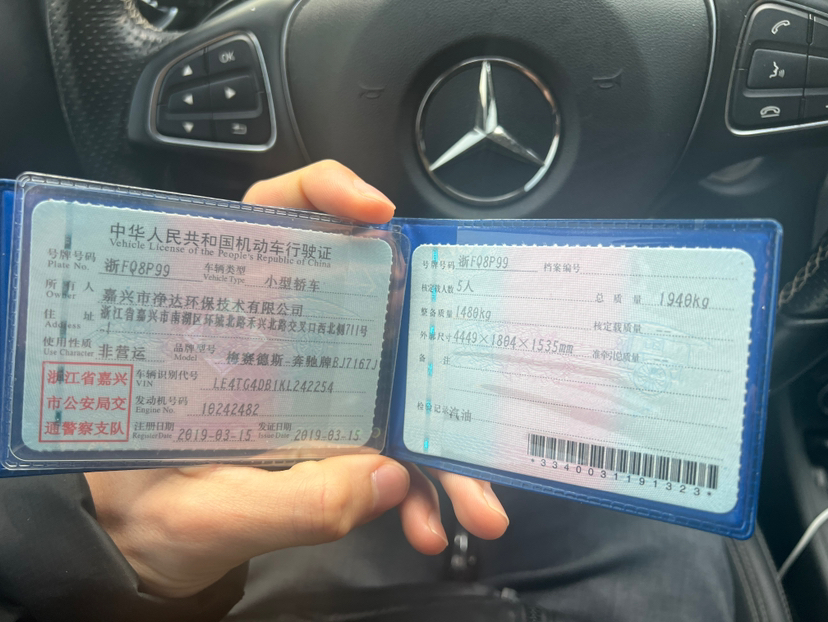 OK
中华人民共和国机动车行驶证
Vehicle License of the People's Republic of China
号牌号码 浙FQ8P99 车辆类型 小型轿车
Plate No. Vehicle Type
所有人 嘉兴市净达环保技术有限公司
Owner
住址 浙江省嘉兴市南湖区环城北路禾兴北路交叉口西北侧711号
Address -1
使用性质 非营运 品牌型号 梅赛德斯-奔驰牌BJ7167J
Use Character Model
浙江省嘉兴
市公安局交
通警察支队
车辆识别代号 LE4TG4DB1KL242254
VIN
发动机号码 10242482
Engine No.
注册日期 2019-03-15 发证日期 2019-03-15
Register Date Issue Date
号牌号码 浙FQ8P99 档案编号
核定载人数 5人 总质量 1940kg
整备质量 1480kg 核定载质量
外廓尺寸 4449×1804×1535mm 准牵引总质量
备注
检验记录 汽油
*3340031191323*